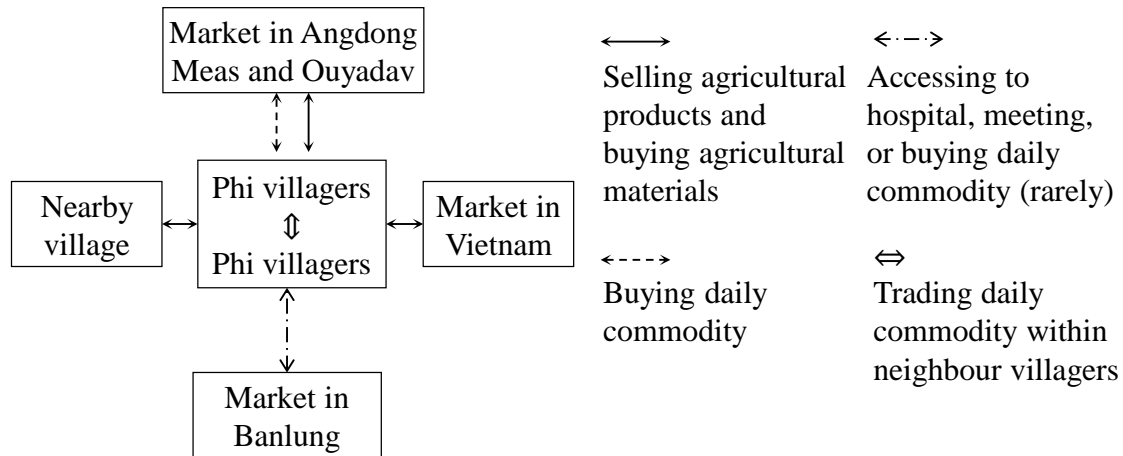 Market in Angdong
Meas and Ouyadav
Nearby
village
Phi villagers
⇕
Phi villagers
Market in
Vietnam
Market in
Banlung
Selling agricultural
products and
buying agricultural
materials
Accessing to
hospital, meeting,
or buying daily
commodity (rarely)
Buying daily
commodity
Trading daily
commodity within
neighbour villagers